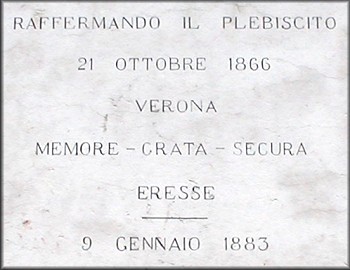 RAFFERMANDO IL PLEBISCITO
21 OTTOBRE 1866
VERONA
MEMORE – GRATA – SECURA
ERESSE
9 GENNAIO 1883